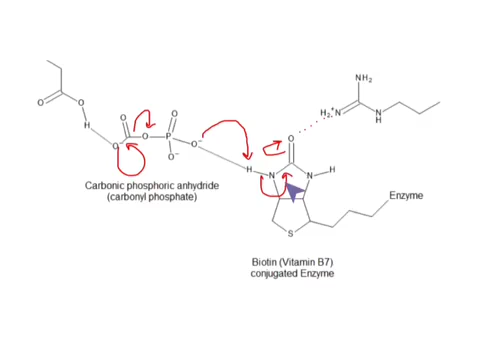 NH₂
H₂⁺N
N
H
O
O
H
O
O
O⁻
P
O
O⁻
O⁻
O
H
N
N
H
S
Enzyme
Carbonic phosphoric anhydride
(carbonyl phosphate)
Biotin (Vitamin B7)
conjugated Enzyme